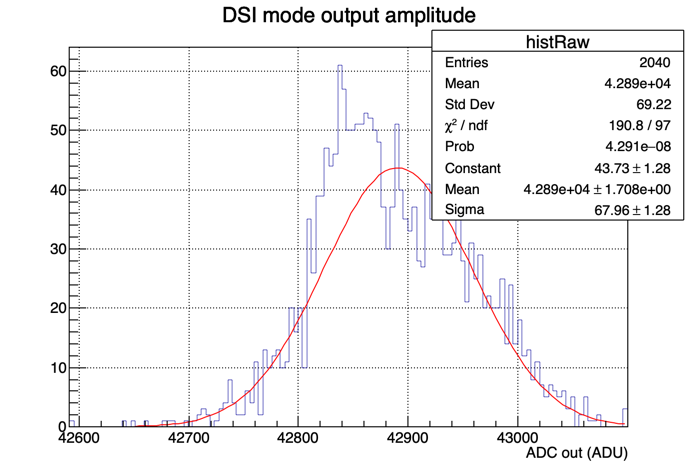 DSI mode output amplitude
histRaw
Entries 2040
Mean 4.289e+04
Std Dev 69.22
χ² / ndf 190.8 / 97
Prob 4.291e−08
Constant 43.73 ± 1.28
Mean 4.289e+04 ± 1.708e+00
Sigma 67.96 ± 1.28
60
50
40
30
20
10
0
42600 42700 42800 42900 43000
ADC out (ADU)